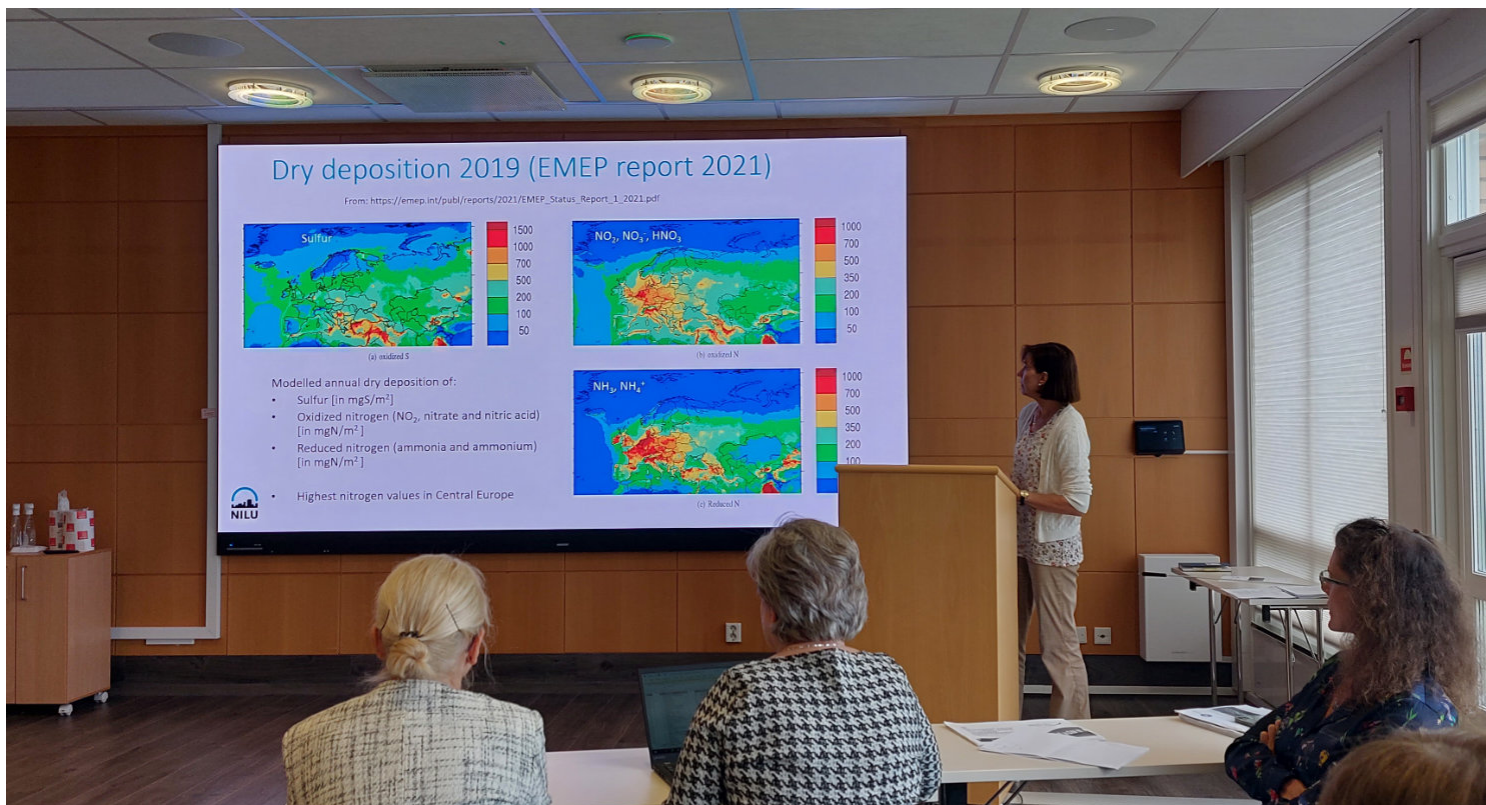 Dry deposition 2019 (EMEP report 2021)
From: https://emep.int/publ/reports/2021/EMEP_Status_Report_1_2021.pdf
Sulfur
1500
1000
700
500
200
100
50
(a) oxidized S
NO₂, NO₃⁻, HNO₃
1000
700
500
350
200
100
50
(b) oxidized N
Modelled annual dry deposition of:
• Sulfur [in mgS/m²]
• Oxidized nitrogen (NO₂, nitrate and nitric acid)
[in mgN/m²]
• Reduced nitrogen (ammonia and ammonium)
[in mgN/m²]
• Highest nitrogen values in Central Europe
NH₃, NH₄⁺
1000
700
500
350
200
100
(c) Reduced N
NILU